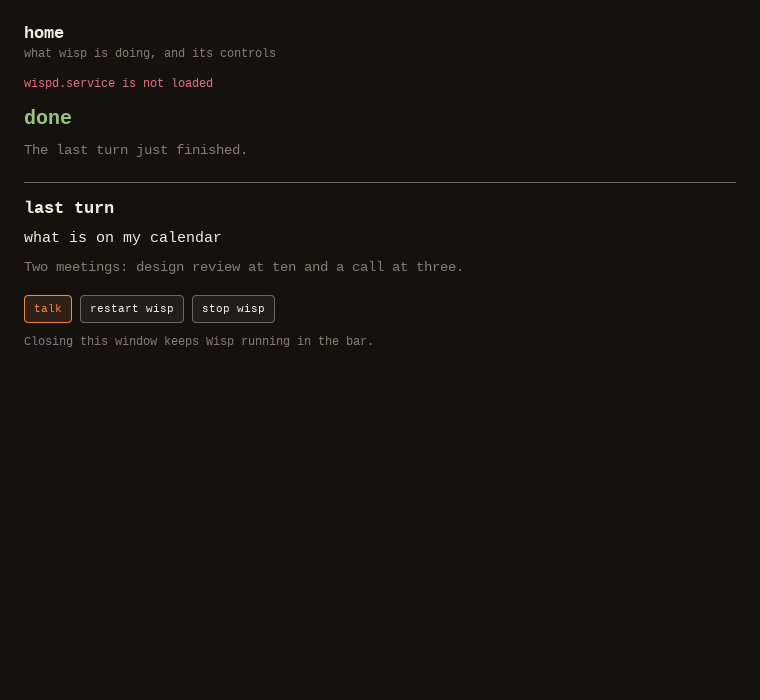 home
what wisp is doing, and its controls
wispd.service is not loaded
done
The last turn just finished.
last turn
what is on my calendar
Two meetings: design review at ten and a call at three.
talk restart wisp stop wisp
Closing this window keeps Wisp running in the bar.